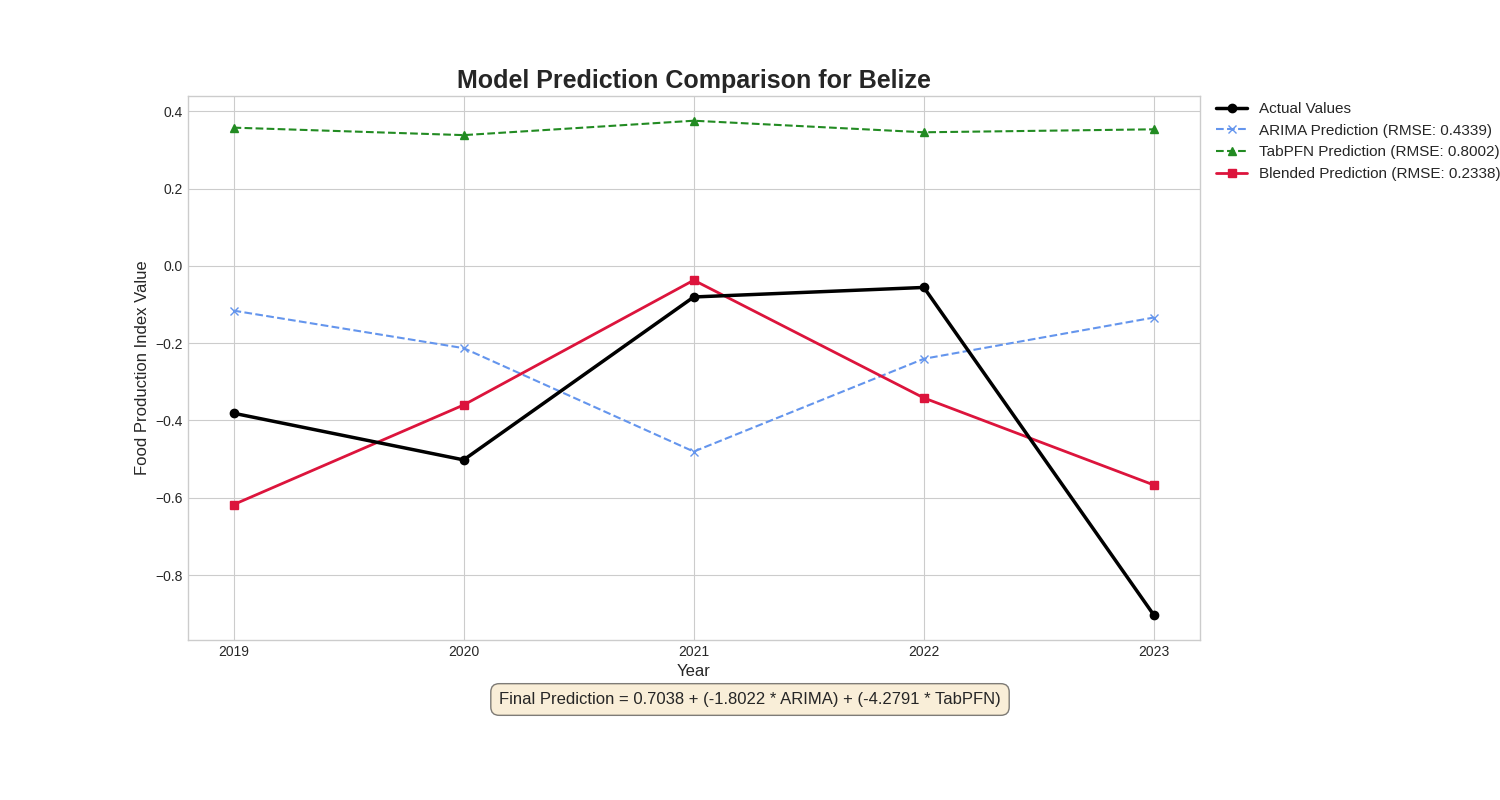 Model Prediction Comparison for Belize
Actual Values
ARIMA Prediction (RMSE: 0.4339)
TabPFN Prediction (RMSE: 0.8002)
Blended Prediction (RMSE: 0.2338)
Food Production Index Value
0.4
0.2
0.0
−0.2
−0.4
−0.6
−0.8
2019 2020 2021 2022 2023
Year
Final Prediction = 0.7038 + (-1.8022 * ARIMA) + (-4.2791 * TabPFN)